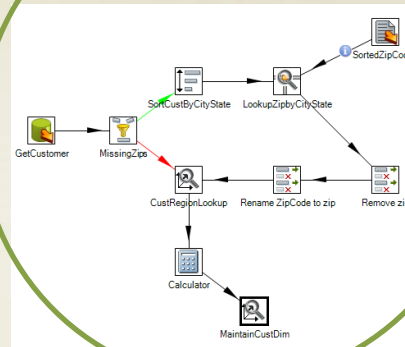 SortedZipCo
SortCustByCityState
LookupZipbyCityState
GetCustomer
MissingZips
CustRegionLookup
Rename ZipCode to zip
Remove zi
Calculator
MaintainCustDim